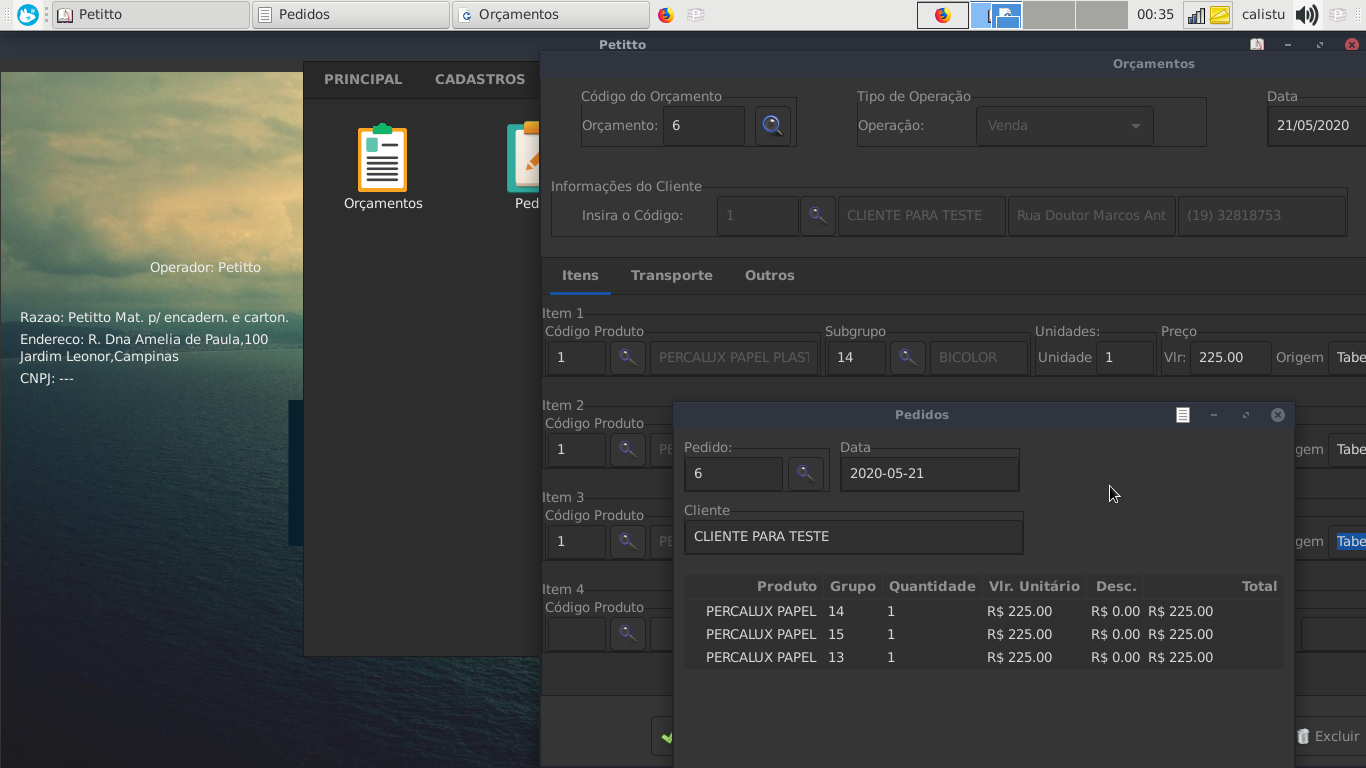 Petitto
Pedidos
Orçamentos
00:35
calistu
Petitto
PRINCIPAL CADASTROS
Orçamentos
Ped
Operador: Petitto
Razao: Petitto Mat. p/ encadern. e carton.
Endereco: R. Dna Amelia de Paula,100
Jardim Leonor,Campinas
CNPJ: ---
Orçamentos
Código do Orçamento
Orçamento: 6
Tipo de Operação
Operação: Venda
Data
21/05/2020
Informações do Cliente
Insira o Código: 1 CLIENTE PARA TESTE Rua Doutor Marcos Ant (19) 32818753
Itens Transporte Outros
Item 1
Código Produto Subgrupo Unidades: Preço
1 PERCALUX PAPEL PLAST 14 BICOLOR Unidade 1 Vlr: 225.00 Origem Tabe
Item 2
Código Produto
1 PE gem Tabe
Item 3
Código Produto
1 PE gem Tabe
Item 4
Código Produto
Excluir
Pedidos
Pedido: Data
6 2020-05-21
Cliente
CLIENTE PARA TESTE
Produto Grupo Quantidade Vlr. Unitário Desc. Total
PERCALUX PAPEL 14 1 R$ 225.00 R$ 0.00 R$ 225.00
PERCALUX PAPEL 15 1 R$ 225.00 R$ 0.00 R$ 225.00
PERCALUX PAPEL 13 1 R$ 225.00 R$ 0.00 R$ 225.00